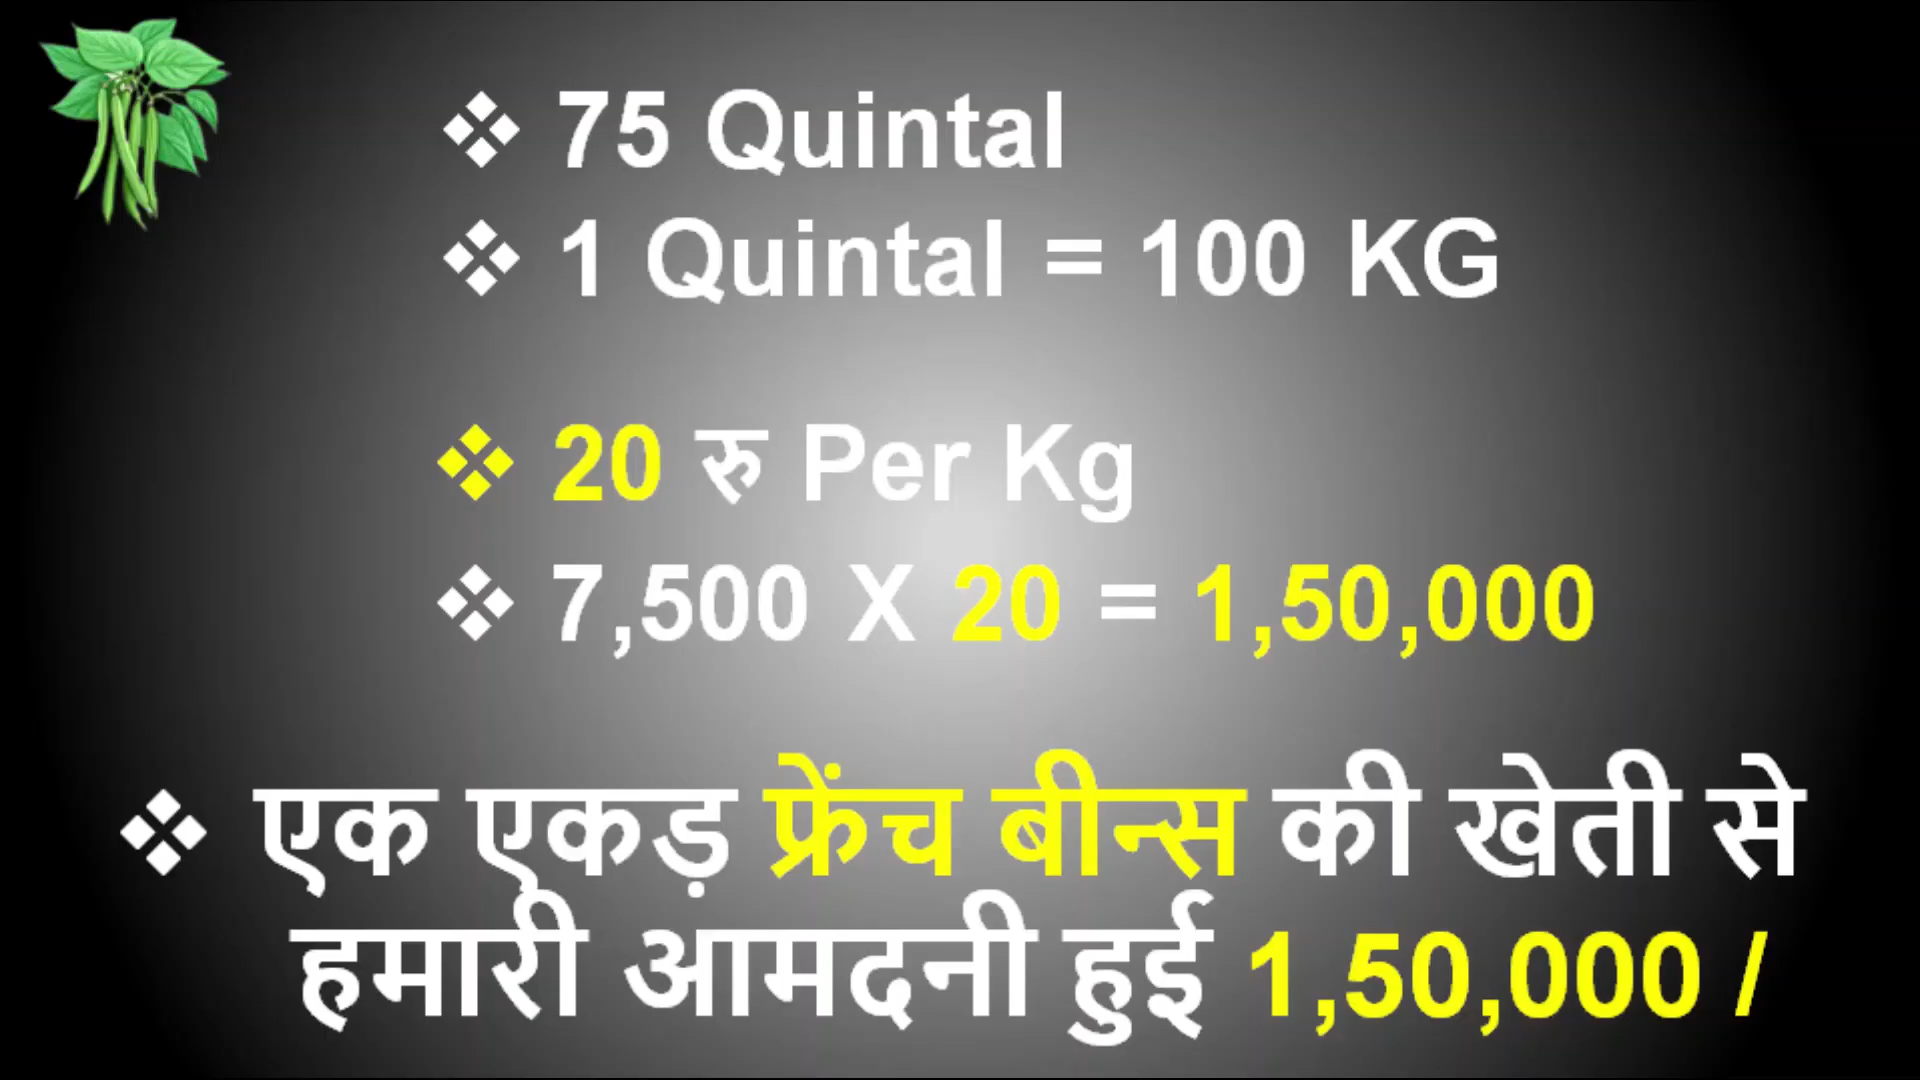 ❖ 75 Quintal
❖ 1 Quintal = 100 KG
❖ 20 रु Per Kg
❖ 7,500 X 20 = 1,50,000
❖ एक एकड़ फ्रेंच बीन्स की खेती से
हमारी आमदनी हुई 1,50,000 /